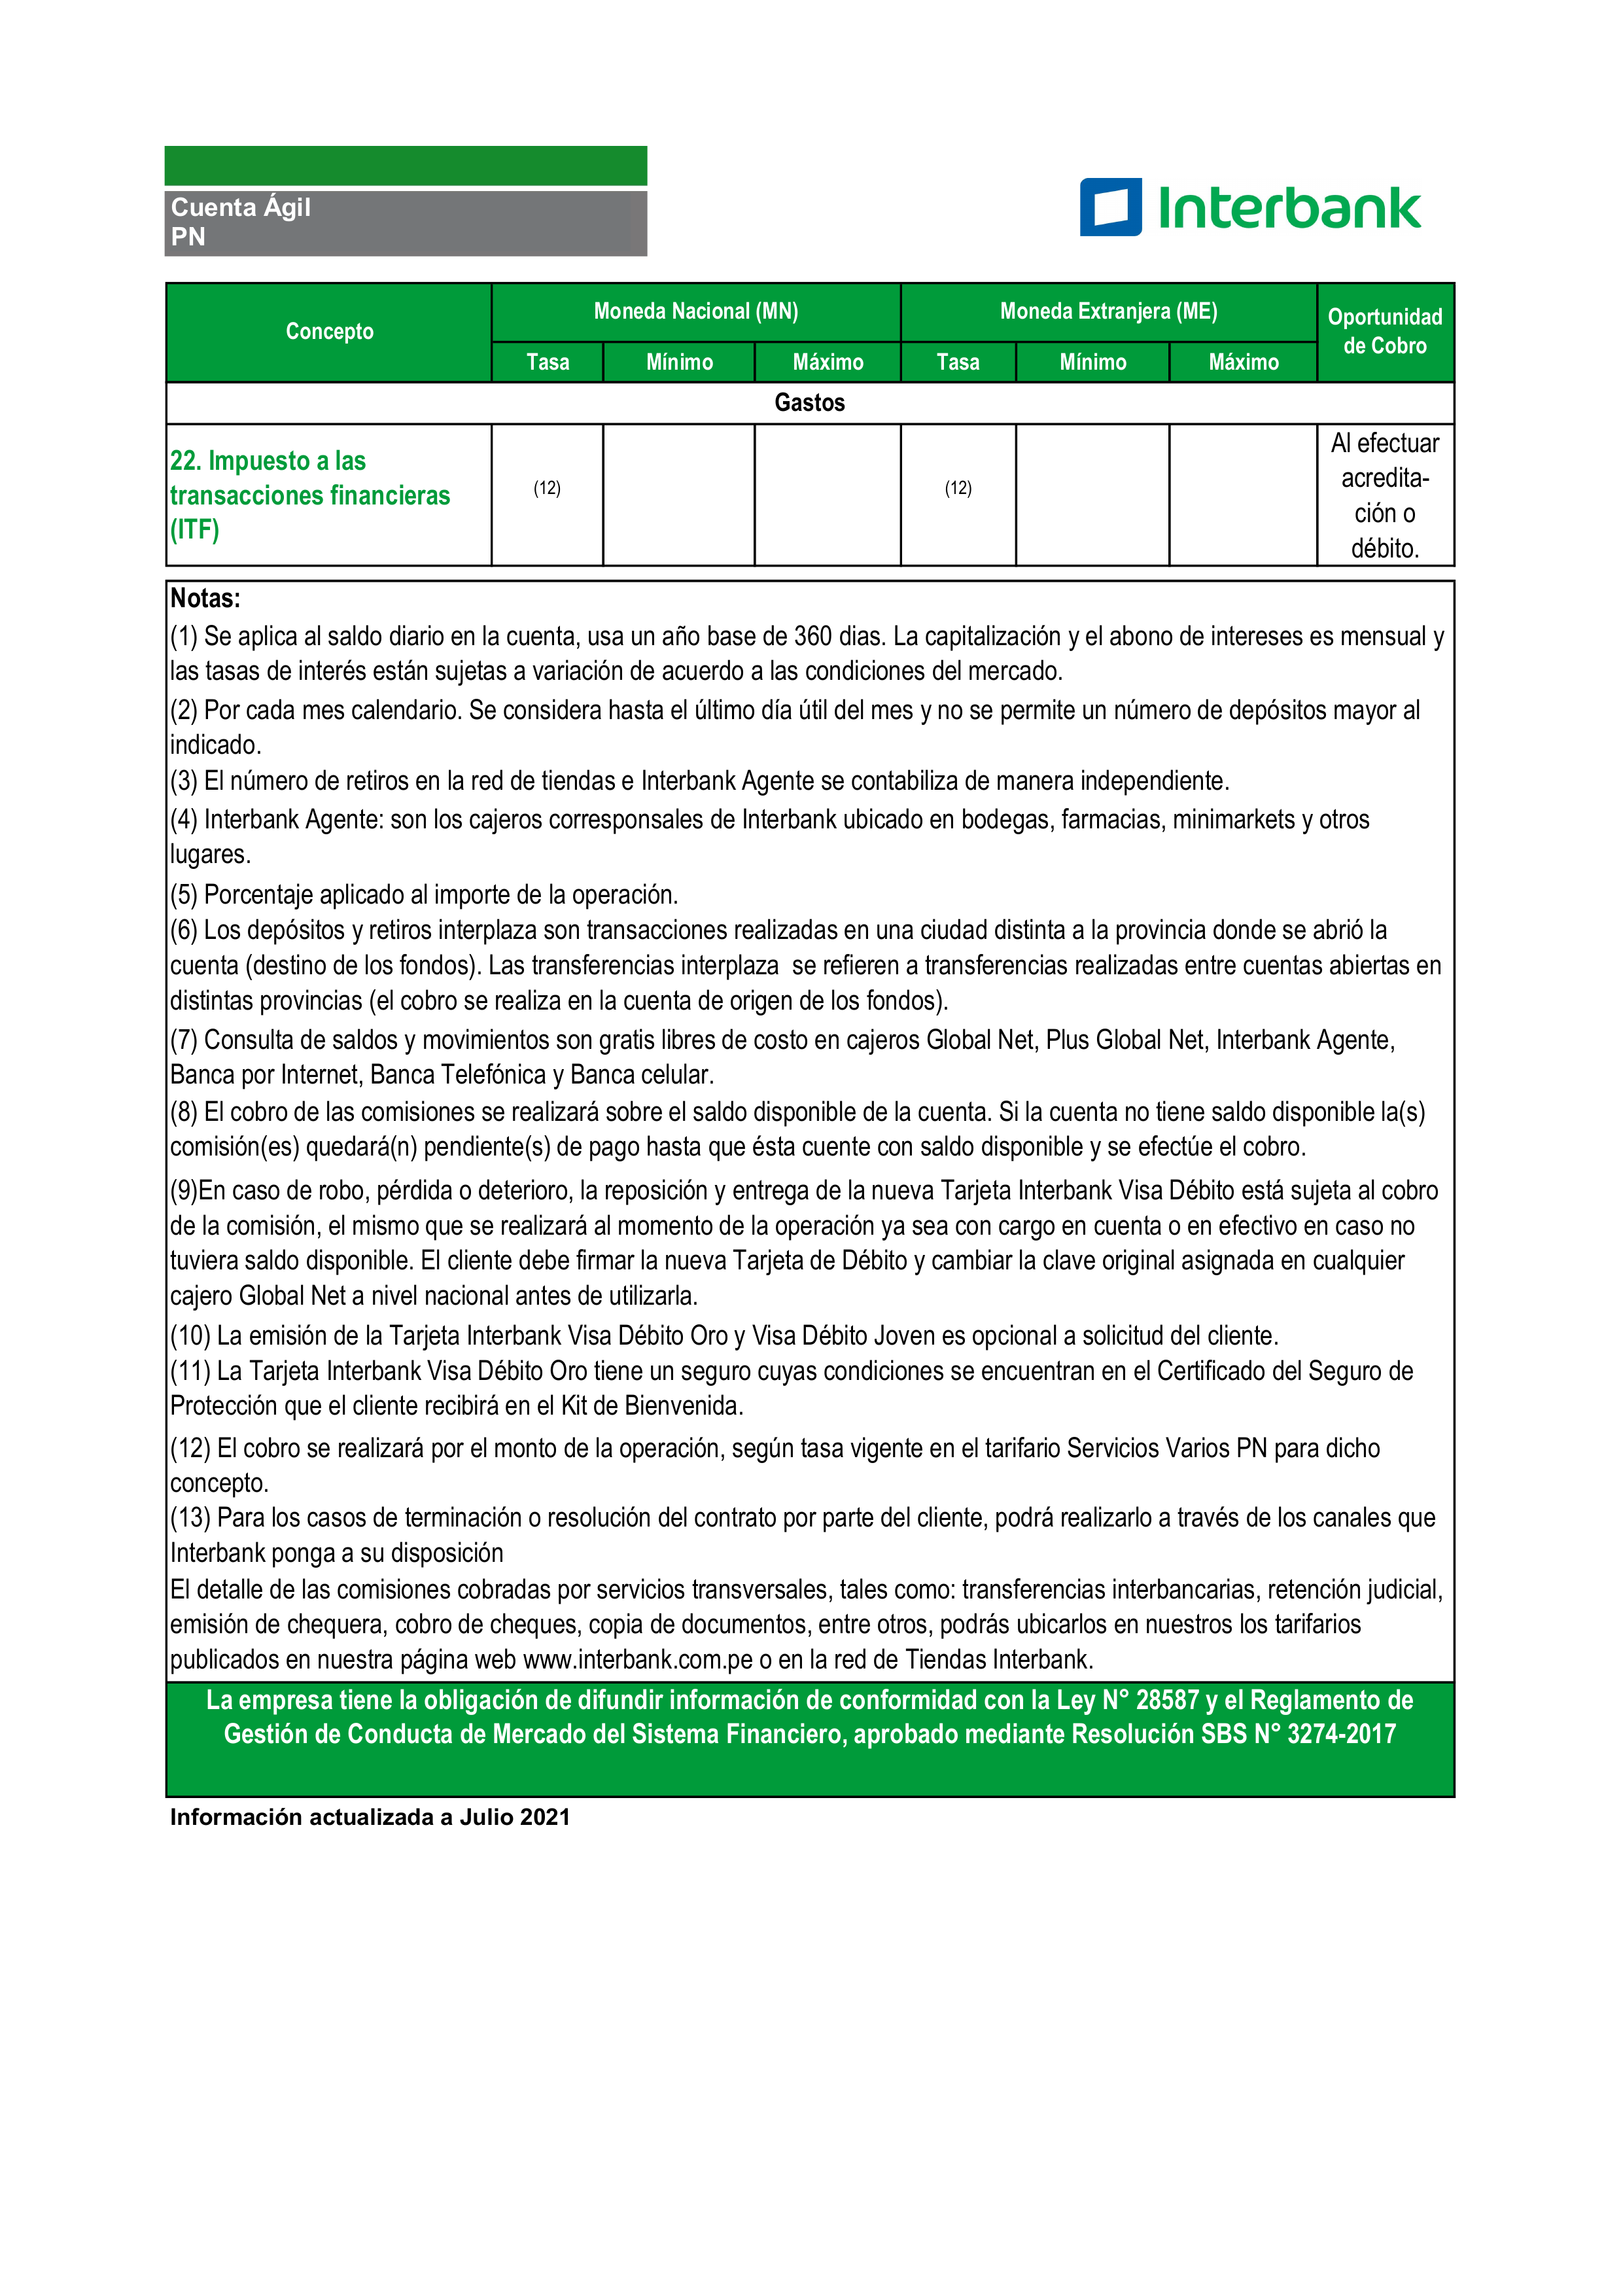 Cuenta Ágil
PN
Interbank
Concepto
Moneda Nacional (MN)
Moneda Extranjera (ME)
Oportunidad
de Cobro
Tasa
Mínimo
Máximo
Tasa
Mínimo
Máximo
Gastos
22. Impuesto a las
transacciones financieras
(ITF)
(12)
(12)
Al efectuar
acredita-
ción o
débito.
Notas:
(1) Se aplica al saldo diario en la cuenta, usa un año base de 360 dias. La capitalización y el abono de intereses es mensual y
las tasas de interés están sujetas a variación de acuerdo a las condiciones del mercado.
(2) Por cada mes calendario. Se considera hasta el último día útil del mes y no se permite un número de depósitos mayor al
indicado.
(3) El número de retiros en la red de tiendas e Interbank Agente se contabiliza de manera independiente.
(4) Interbank Agente: son los cajeros corresponsales de Interbank ubicado en bodegas, farmacias, minimarkets y otros
lugares.
(5) Porcentaje aplicado al importe de la operación.
(6) Los depósitos y retiros interplaza son transacciones realizadas en una ciudad distinta a la provincia donde se abrió la
cuenta (destino de los fondos). Las transferencias interplaza  se refieren a transferencias realizadas entre cuentas abiertas en
distintas provincias (el cobro se realiza en la cuenta de origen de los fondos).
(7) Consulta de saldos y movimientos son gratis libres de costo en cajeros Global Net, Plus Global Net, Interbank Agente,
Banca por Internet, Banca Telefónica y Banca celular.
(8) El cobro de las comisiones se realizará sobre el saldo disponible de la cuenta. Si la cuenta no tiene saldo disponible la(s)
comisión(es) quedará(n) pendiente(s) de pago hasta que ésta cuente con saldo disponible y se efectúe el cobro.
(9)En caso de robo, pérdida o deterioro, la reposición y entrega de la nueva Tarjeta Interbank Visa Débito está sujeta al cobro
de la comisión, el mismo que se realizará al momento de la operación ya sea con cargo en cuenta o en efectivo en caso no
tuviera saldo disponible. El cliente debe firmar la nueva Tarjeta de Débito y cambiar la clave original asignada en cualquier
cajero Global Net a nivel nacional antes de utilizarla.
(10) La emisión de la Tarjeta Interbank Visa Débito Oro y Visa Débito Joven es opcional a solicitud del cliente.
(11) La Tarjeta Interbank Visa Débito Oro tiene un seguro cuyas condiciones se encuentran en el Certificado del Seguro de
Protección que el cliente recibirá en el Kit de Bienvenida.
(12) El cobro se realizará por el monto de la operación, según tasa vigente en el tarifario Servicios Varios PN para dicho
concepto.
(13) Para los casos de terminación o resolución del contrato por parte del cliente, podrá realizarlo a través de los canales que
Interbank ponga a su disposición
El detalle de las comisiones cobradas por servicios transversales, tales como: transferencias interbancarias, retención judicial,
emisión de chequera, cobro de cheques, copia de documentos, entre otros, podrás ubicarlos en nuestros los tarifarios
publicados en nuestra página web www.interbank.com.pe o en la red de Tiendas Interbank.
La empresa tiene la obligación de difundir información de conformidad con la Ley N° 28587 y el Reglamento de
Gestión de Conducta de Mercado del Sistema Financiero, aprobado mediante Resolución SBS N° 3274-2017
Información actualizada a Julio 2021